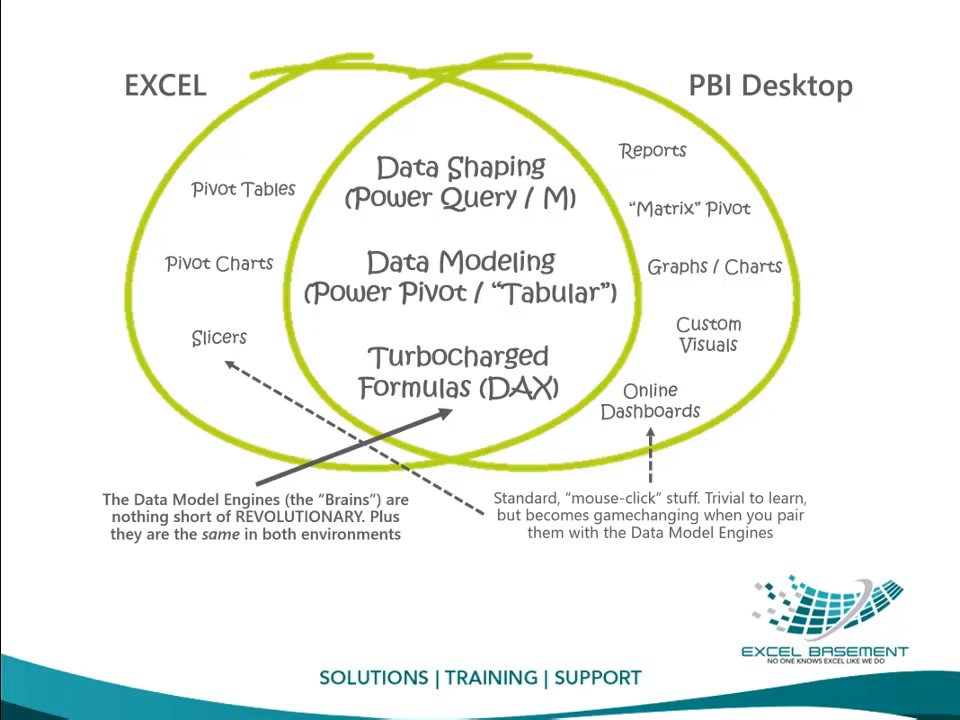 EXCEL
PBI Desktop
Pivot Tables
Pivot Charts
Slicers
Data Shaping
(Power Query / M)
Data Modeling
(Power Pivot / “Tabular”)
Turbocharged
Formulas (DAX)
Reports
“Matrix” Pivot
Graphs / Charts
Custom
Visuals
Online
Dashboards
The Data Model Engines (the “Brains”) are
nothing short of REVOLUTIONARY. Plus
they are the same in both environments
Standard, “mouse-click” stuff. Trivial to learn,
but becomes gamechanging when you pair
them with the Data Model Engines
EXCEL BASEMENT
NO ONE KNOWS EXCEL LIKE WE DO
SOLUTIONS | TRAINING | SUPPORT